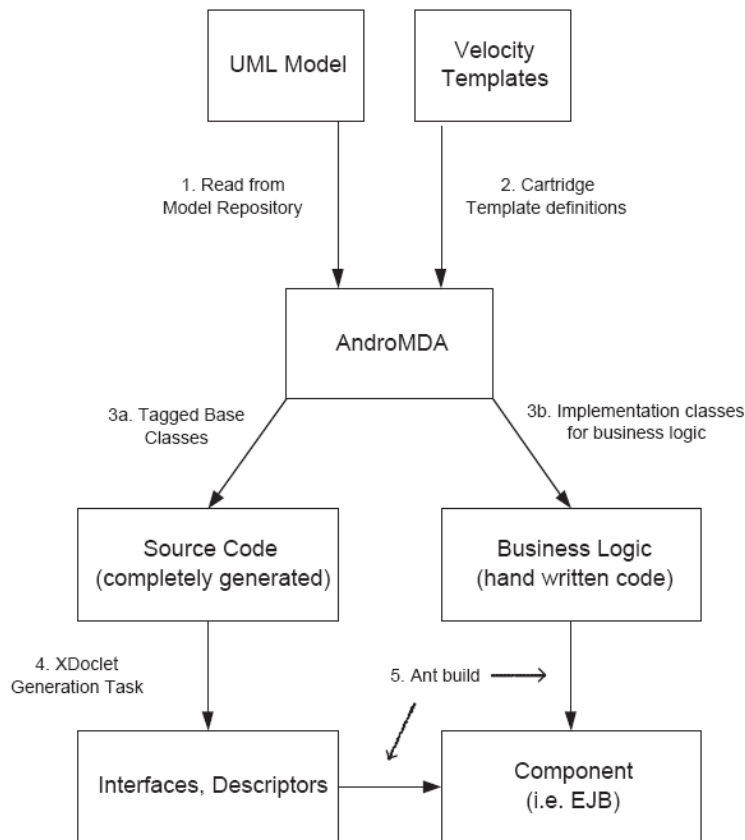 UML Model
Velocity
Templates
1. Read from
Model Repository
2. Cartridge
Template definitions
AndroMDA
3a. Tagged Base
Classes
3b. Implementation classes
for business logic
Source Code
(completely generated)
Business Logic
(hand written code)
4. XDoclet
Generation Task
5. Ant build
Interfaces, Descriptors
Component
(i.e. EJB)